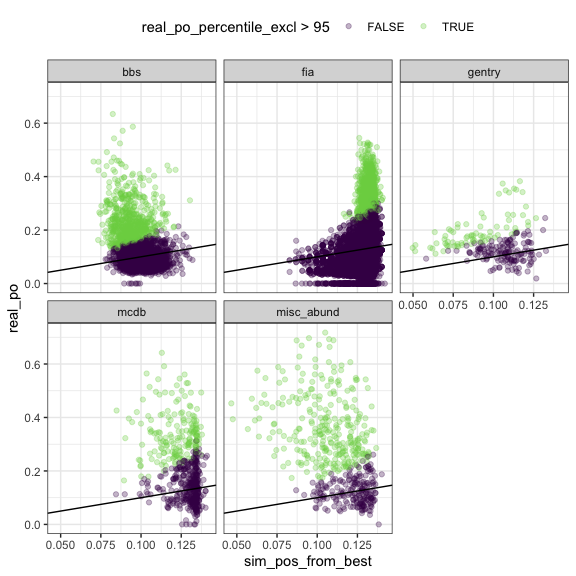 real_po_percentile_excl > 95 FALSE TRUE
bbs fia gentry
0.6
0.4
0.2
0.0
0.050 0.075 0.100 0.125
mcdb misc_abund
0.6
0.4
0.2
0.0
0.050 0.075 0.100 0.125 0.050 0.075 0.100 0.125
real_po
sim_pos_from_best